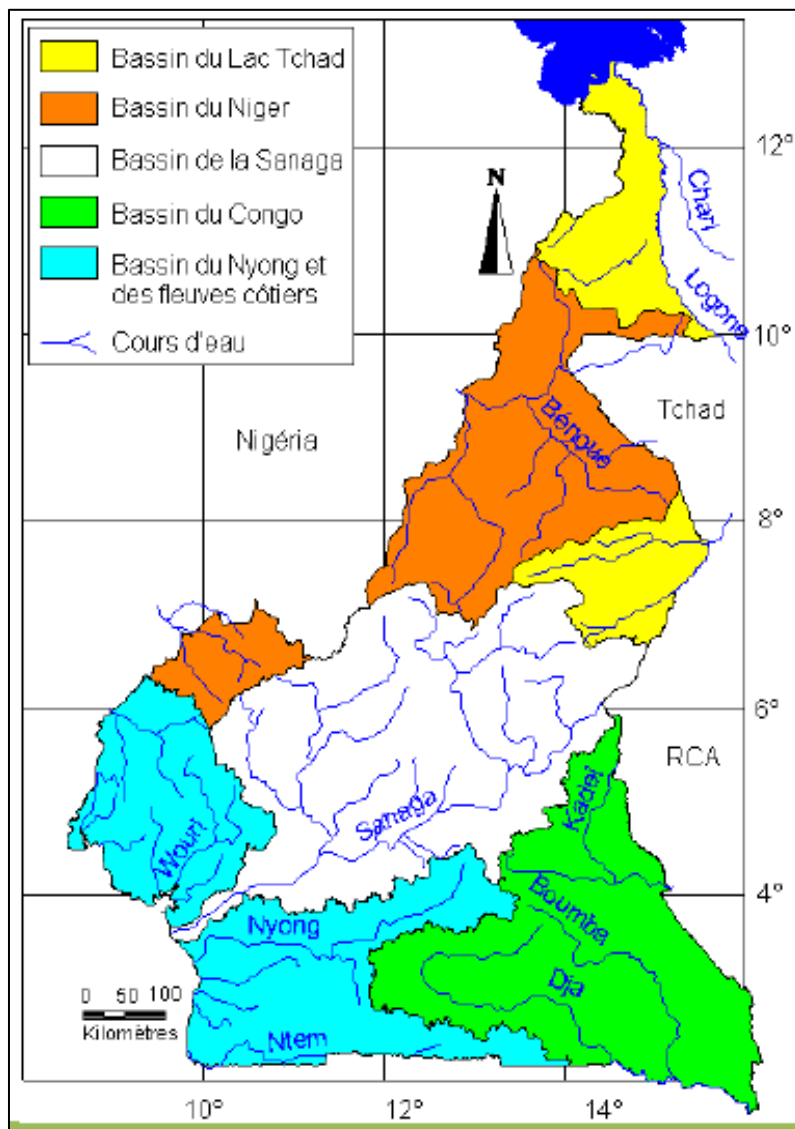 Bassin du Lac Tchad
Bassin du Niger
Bassin de la Sanaga
Bassin du Congo
Bassin du Nyong et
des fleuves côtiers
Cours d'eau
N
12°
Chari
Logone
10°
Tchad
Nigéria
Bénoue
8°
6°
RCA
Kadei
Sanaga
Wouri
4°
Boumba
Nyong
Dja
0 50 100
Kilomètres
Ntem
10°
12°
14°